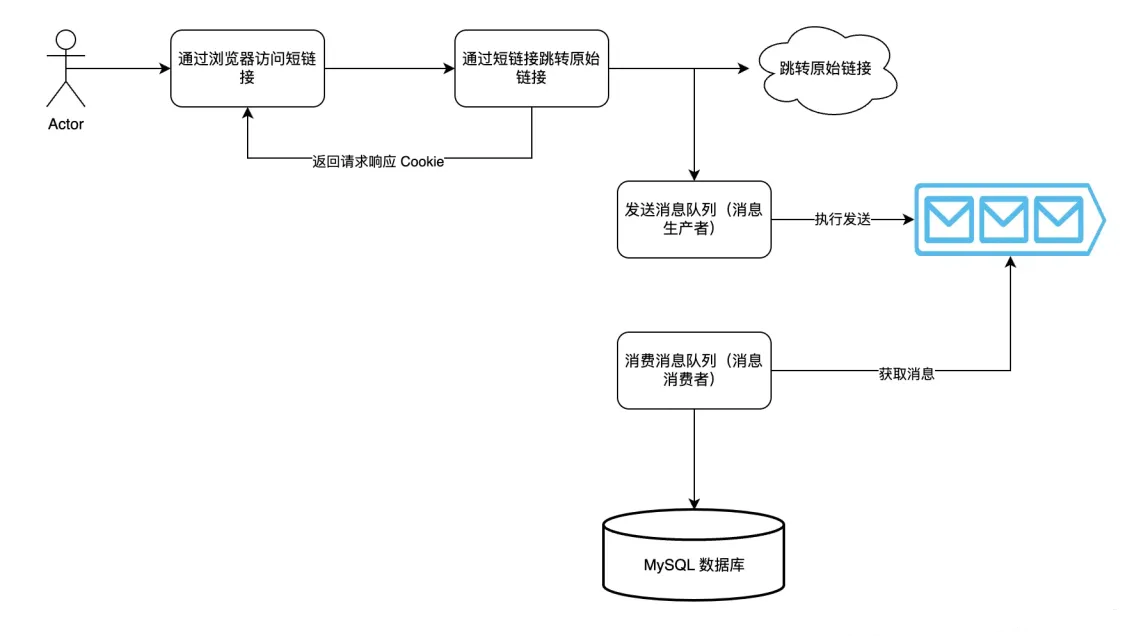 通过浏览器访问短链
接
通过短链接跳转原始
链接
跳转原始链接
Actor
返回请求响应 Cookie
发送消息队列（消息
生产者）
执行发送
消费消息队列（消息
消费者）
获取消息
MySQL 数据库